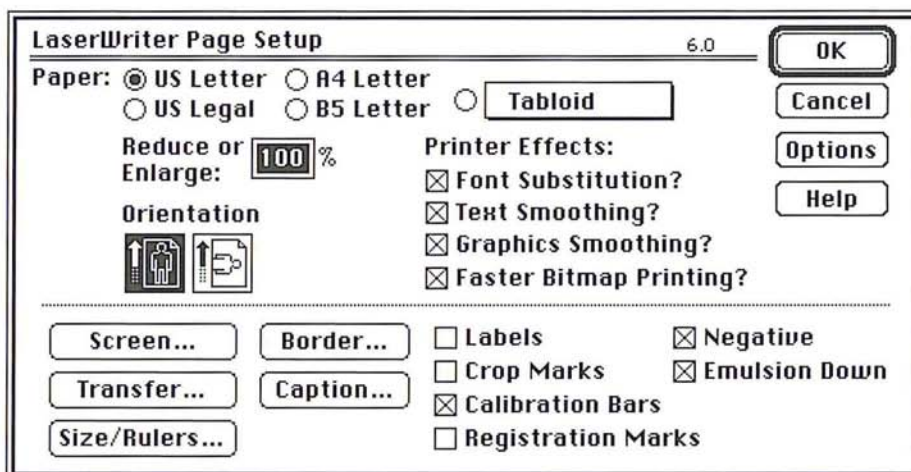 LaserWriter Page Setup 6.0 OK
Paper: US Letter A4 Letter Tabloid Cancel
US Legal B5 Letter
Reduce or Enlarge: 100 % Printer Effects: Options
Font Substitution? Help
Orientation Text Smoothing?
Graphics Smoothing?
Faster Bitmap Printing?
Screen... Border... Labels Negative
Transfer... Caption... Crop Marks Emulsion Down
Calibration Bars
Size/Rulers... Registration Marks